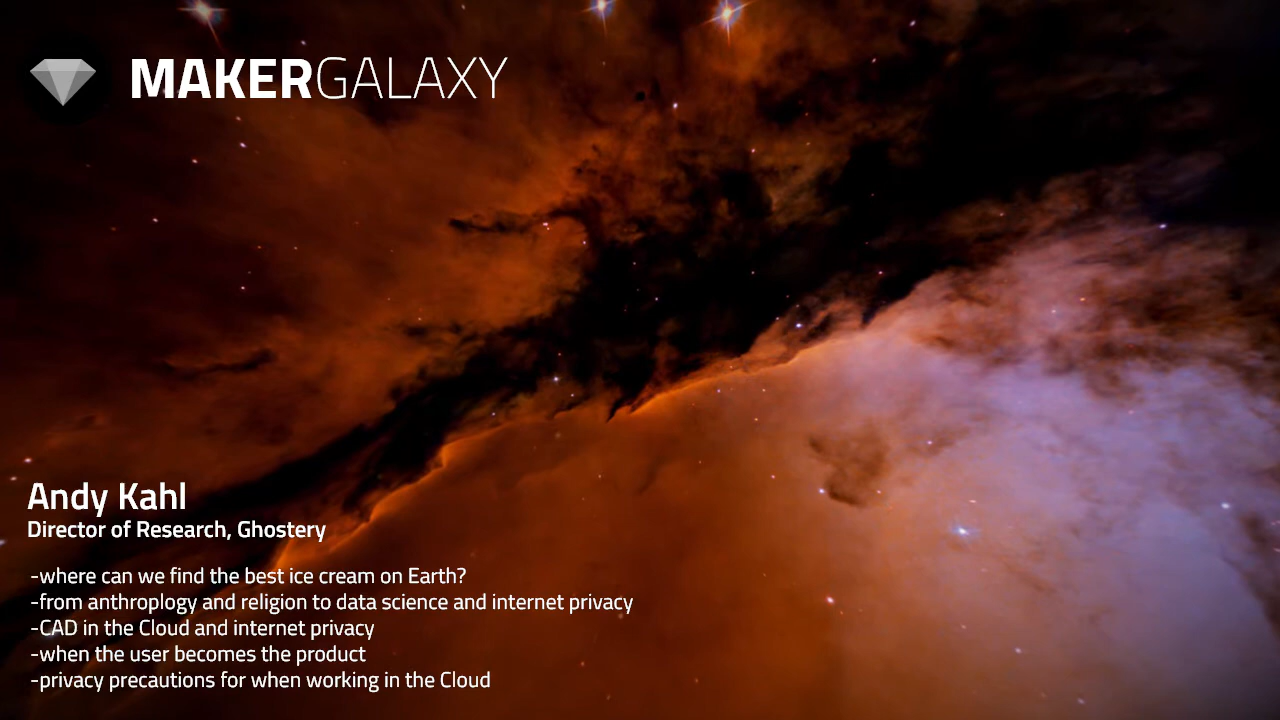 MAKERGALAXY
Andy Kahl
Director of Research, Ghostery
-where can we find the best ice cream on Earth?
-from anthroplogy and religion to data science and internet privacy
-CAD in the Cloud and internet privacy
-when the user becomes the product
-privacy precautions for when working in the Cloud